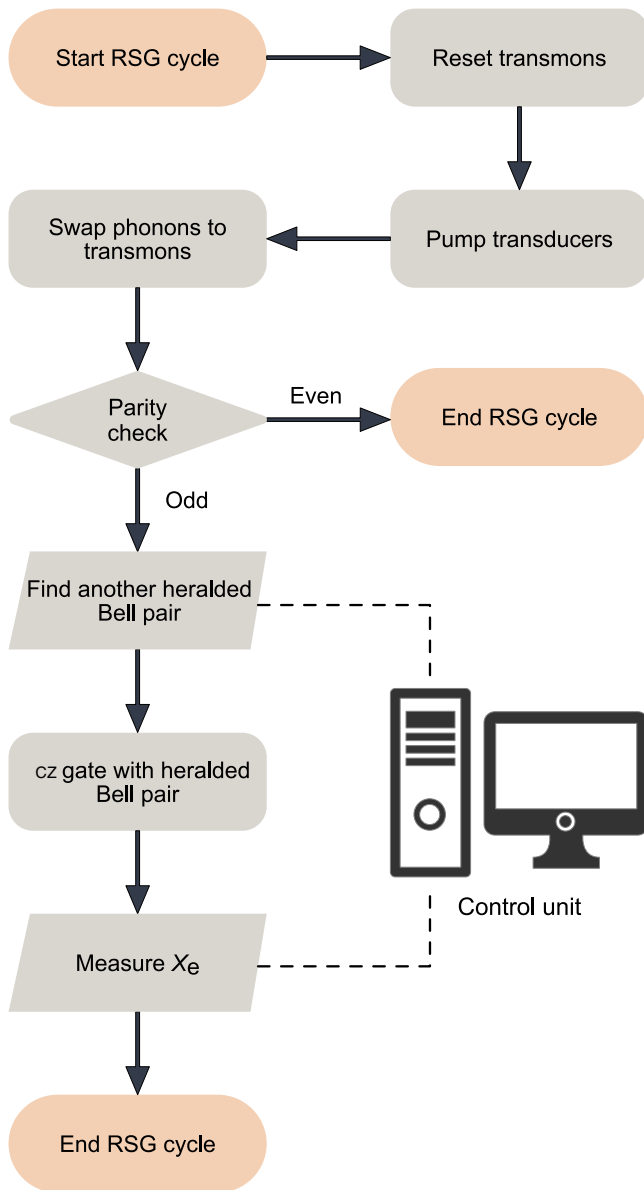 Start RSG cycle
Reset transmons
Swap phonons to
transmons
Pump transducers
Parity
check
Even
End RSG cycle
Odd
Find another heralded
Bell pair
CZ gate with heralded
Bell pair
Control unit
Measure Xe
End RSG cycle